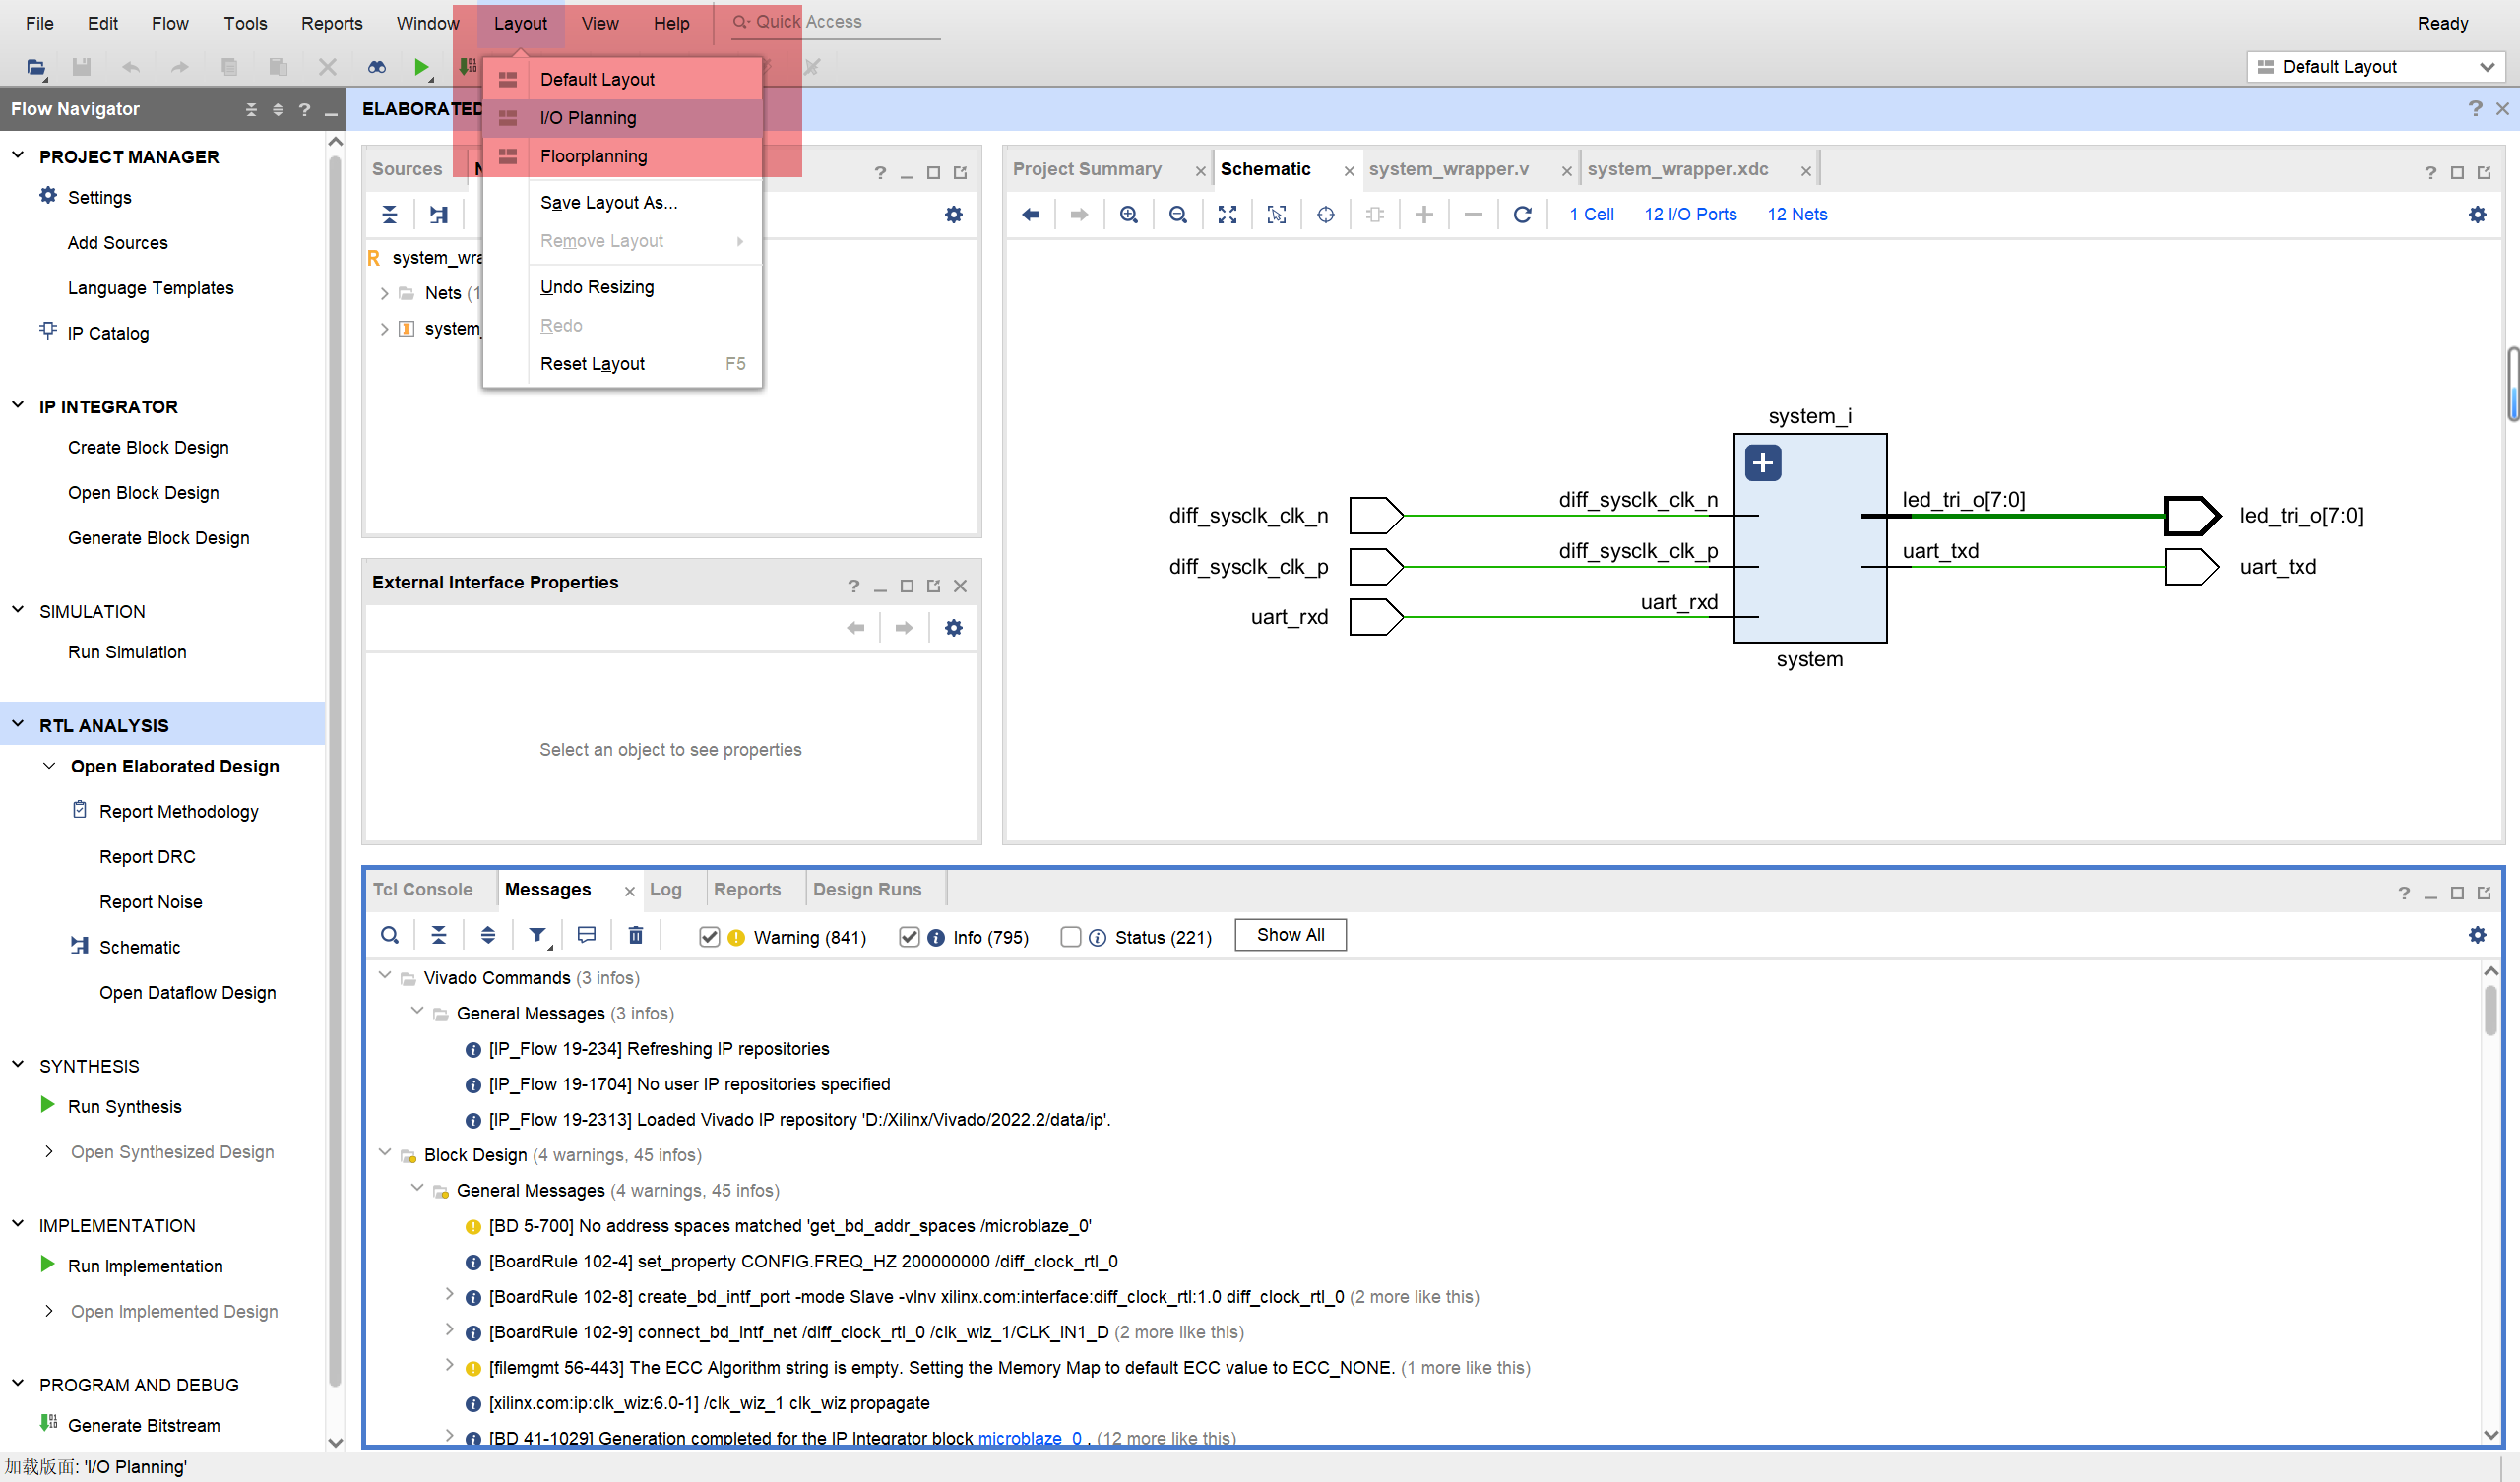 File Edit Flow Tools Reports Window Layout View Help Quick Access Ready
Default Layout
Flow Navigator
ELABORATED
Default Layout
I/O Planning
Floorplanning
Save Layout As...
Remove Layout
Undo Resizing
Redo
Reset Layout F5
PROJECT MANAGER
Settings
Add Sources
Language Templates
IP Catalog
IP INTEGRATOR
Create Block Design
Open Block Design
Generate Block Design
SIMULATION
Run Simulation
RTL ANALYSIS
Open Elaborated Design
Report Methodology
Report DRC
Report Noise
Schematic
Open Dataflow Design
SYNTHESIS
Run Synthesis
Open Synthesized Design
IMPLEMENTATION
Run Implementation
Open Implemented Design
PROGRAM AND DEBUG
Generate Bitstream
Sources
system_wra
Nets (1
system_
External Interface Properties
Select an object to see properties
Project Summary Schematic system_wrapper.v system_wrapper.xdc
1 Cell 12 I/O Ports 12 Nets
system_i
diff_sysclk_clk_n diff_sysclk_clk_n led_tri_o[7:0] led_tri_o[7:0]
diff_sysclk_clk_p diff_sysclk_clk_p uart_txd uart_txd
uart_rxd uart_rxd
system
Tcl Console Messages Log Reports Design Runs
Warning (841) Info (795) Status (221) Show All
Vivado Commands (3 infos)
General Messages (3 infos)
[IP_Flow 19-234] Refreshing IP repositories
[IP_Flow 19-1704] No user IP repositories specified
[IP_Flow 19-2313] Loaded Vivado IP repository 'D:/Xilinx/Vivado/2022.2/data/ip'.
Block Design (4 warnings, 45 infos)
General Messages (4 warnings, 45 infos)
[BD 5-700] No address spaces matched 'get_bd_addr_spaces /microblaze_0'
[BoardRule 102-4] set_property CONFIG.FREQ_HZ 200000000 /diff_clock_rtl_0
[BoardRule 102-8] create_bd_intf_port -mode Slave -vlnv xilinx.com:interface:diff_clock_rtl:1.0 diff_clock_rtl_0 (2 more like this)
[BoardRule 102-9] connect_bd_intf_net /diff_clock_rtl_0 /clk_wiz_1/CLK_IN1_D (2 more like this)
[filemgmt 56-443] The ECC Algorithm string is empty. Setting the Memory Map to default ECC value to ECC_NONE. (1 more like this)
[xilinx.com:ip:clk_wiz:6.0-1] /clk_wiz_1 clk_wiz propagate
[BD 41-1029] Generation completed for the IP Integrator block microblaze_0 . (12 more like this)
加载版面: 'I/O Planning'